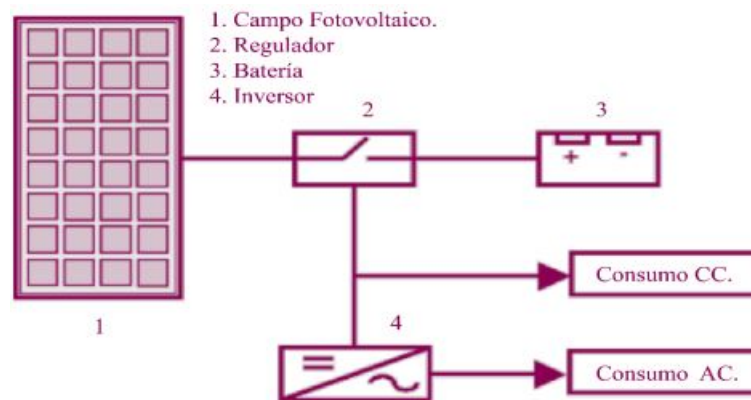 1. Campo Fotovoltaico.
2. Regulador
3. Batería
4. Inversor
2
3
+ -
Consumo CC.
1
4
Consumo AC.